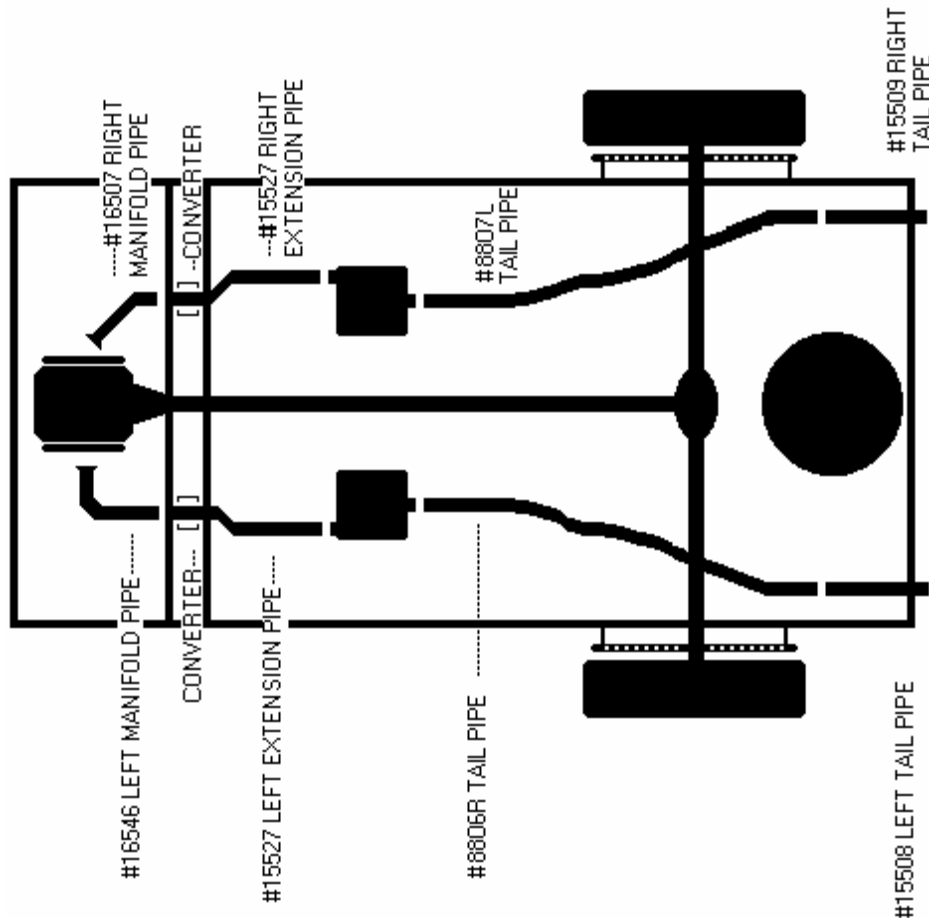 ----#16507 RIGHT
MANIFOLD PIPE
[ ] -CONVERTER
---#15527 RIGHT
EXTENSION PIPE
#8807L
TAIL PIPE
#15509 RIGHT
TAIL PIPE
#16546 LEFT MANIFOLD PIPE-----
CONVERTER--- [ ]
#15527 LEFT EXTENSION PIPE----
#8806R TAIL PIPE ---------------
#15508 LEFT TAIL PIPE